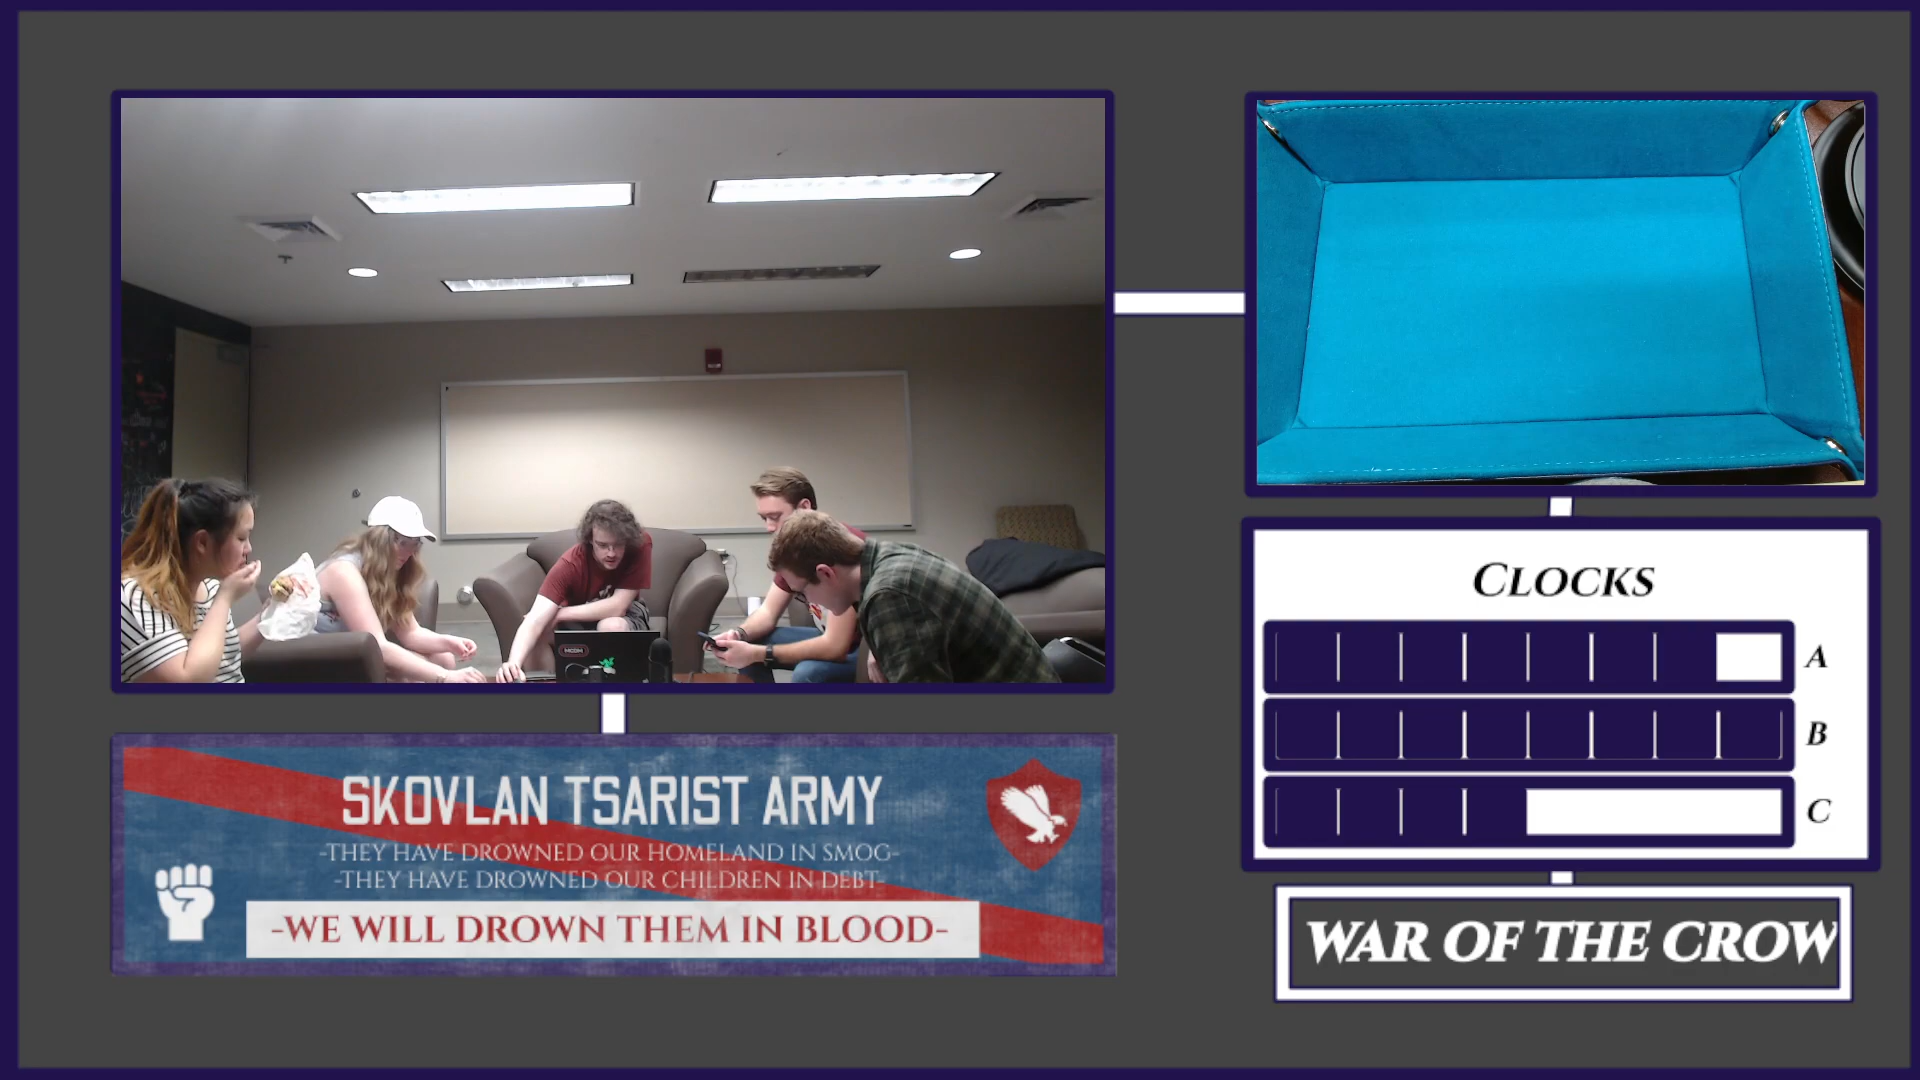 SKOVLAN TSARIST ARMY
-THEY HAVE DROWNED OUR HOMELAND IN SMOG-
-THEY HAVE DROWNED OUR CHILDREN IN DEBT-
-WE WILL DROWN THEM IN BLOOD-
CLOCKS
A
B
C
WAR OF THE CROW